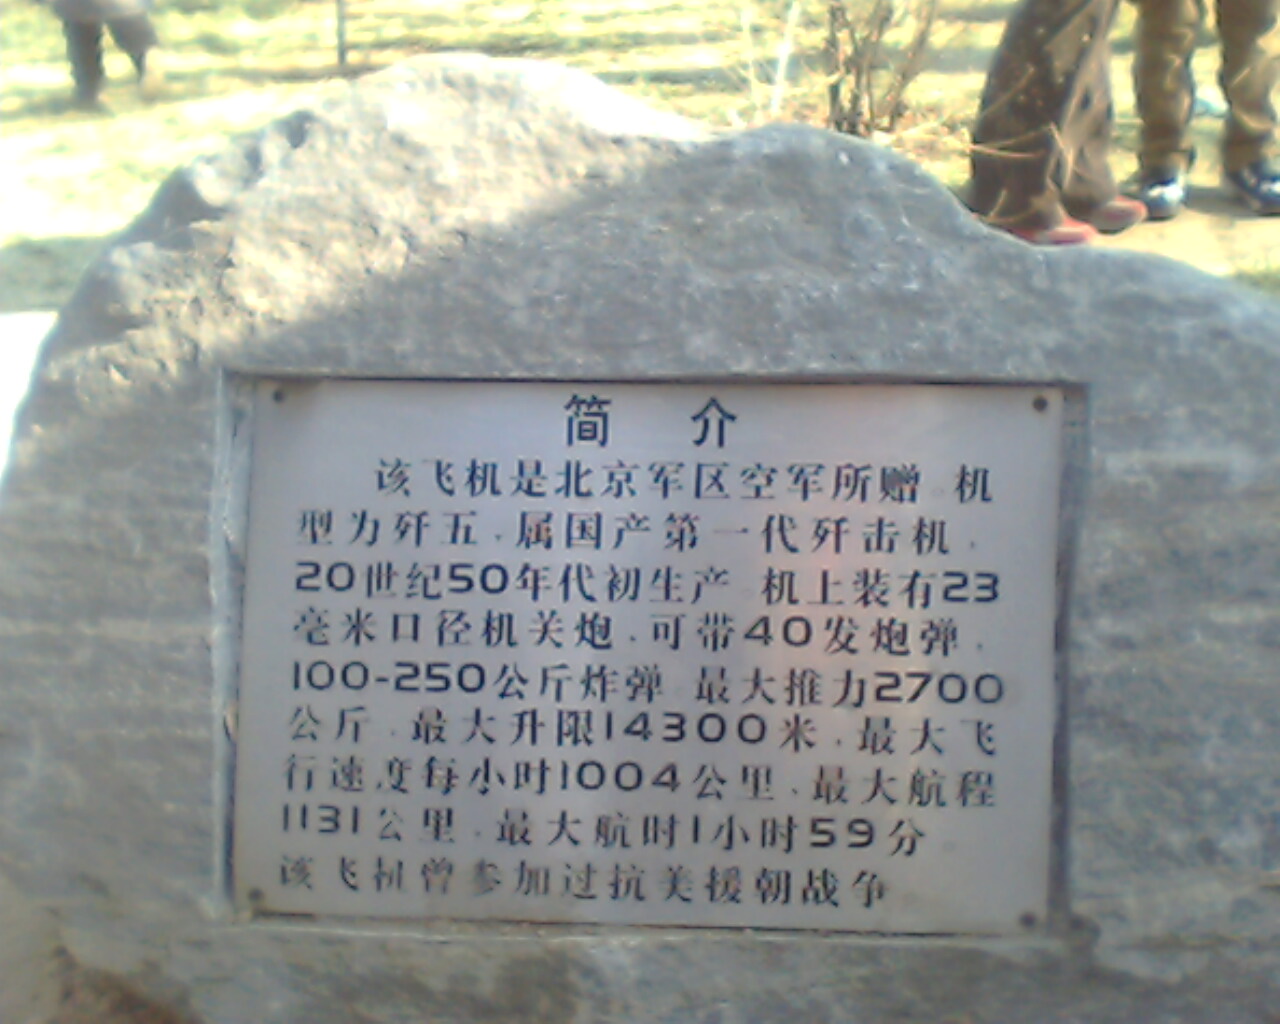 简 介
该飞机是北京军区空军所赠。机
型为歼五，属国产第一代歼击机，
20世纪50年代初生产。机上装有23
毫米口径机关炮，可带40发炮弹，
100-250公斤炸弹。最大推力2700
公斤，最大升限14300米，最大飞
行速度每小时1004公里，最大航程
1131公里，最大航时1小时59分
该飞机曾参加过抗美援朝战争